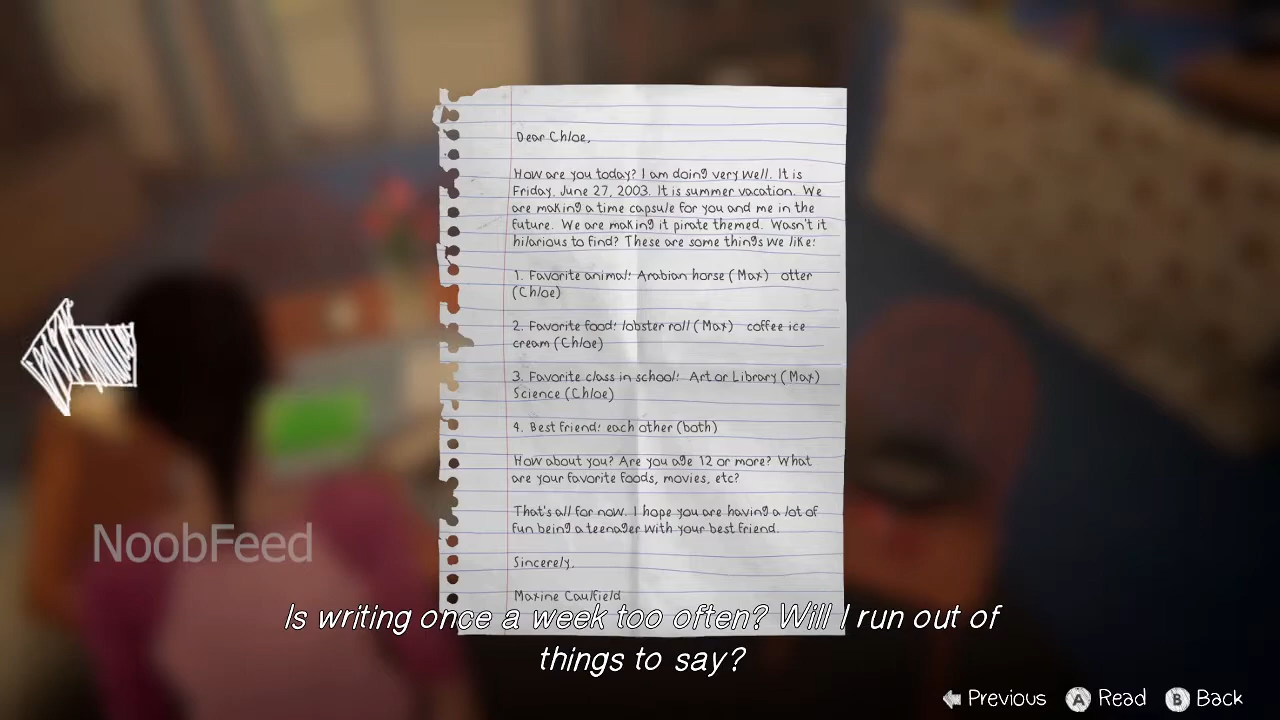 Dear Chloe,
How are you today? I am doing very well. It is
Friday, June 27, 2003. It is summer vacation. We
are making a time capsule for you and me in the
future. We are making it pirate themed. Wasn't it
hilarious to find? These are some things we like:
1. Favorite animal: Arabian horse (Max) otter
(Chloe)
2. Favorite food: lobster roll (Max) coffee ice
cream (Chloe)
3. Favorite class in school: Art or Library (Max)
Science (Chloe)
4. Best friend: each other (both)
How about you? Are you age 12 or more? What
are your favorite foods, movies, etc?
That's all for now. I hope you are having a lot of
fun being a teenager with your best friend.
Sincerely,
Maxine Caulfield
NoobFeed
Is writing once a week too often? Will I run out of
things to say?
Previous A Read B Back